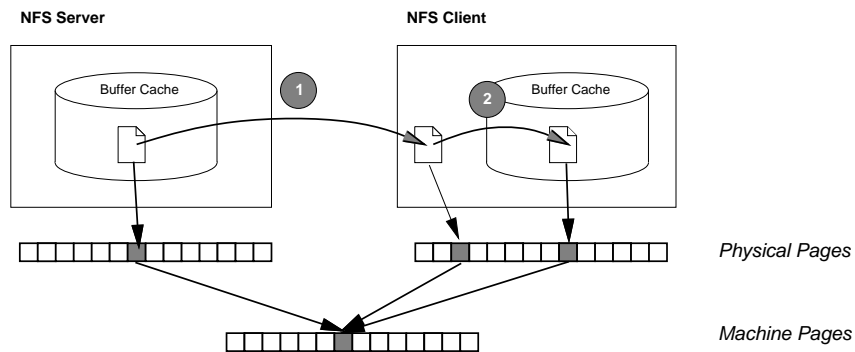 NFS Server
NFS Client
Buffer Cache
1
2
Buffer Cache
Physical Pages
Machine Pages